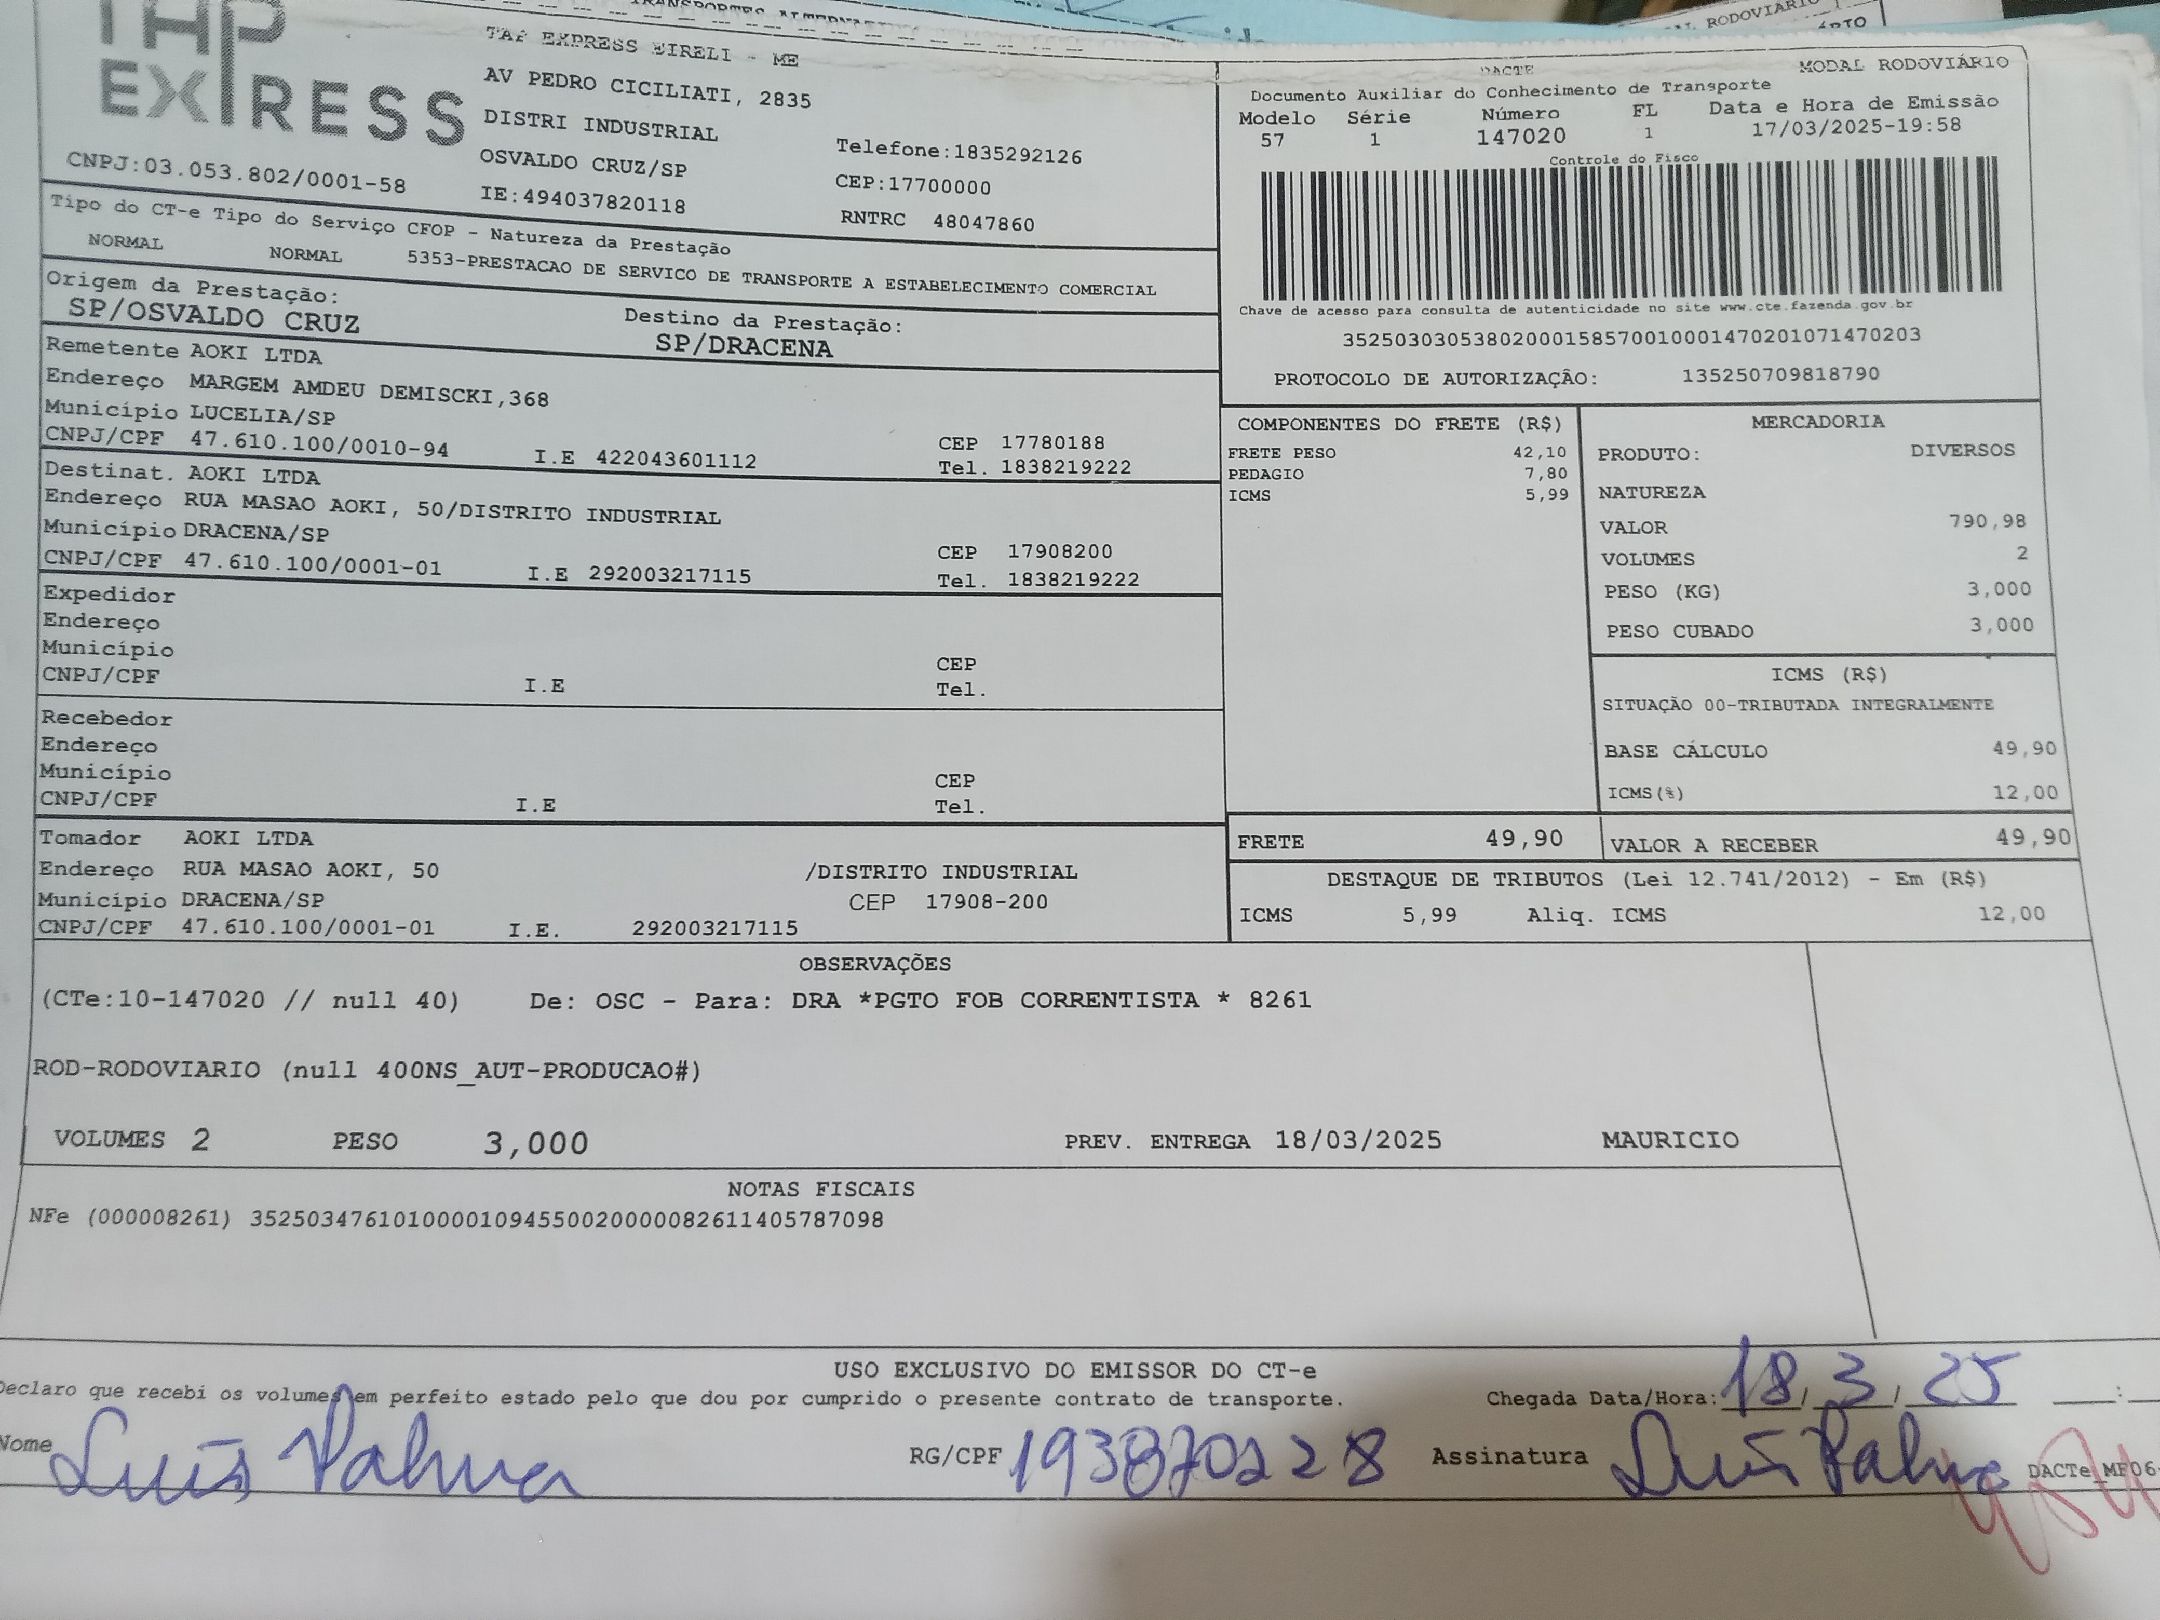 TAP
EXPRESS
CNPJ:03.053.802/0001-58
TAP EXPRESS EIRELI - ME
AV PEDRO CICILIATI, 2835
DISTRI INDUSTRIAL
OSVALDO CRUZ/SP
IE:494037820118
Telefone:1835292126
CEP:17700000
RNTRC 48047860
DACTE MODAL RODOVIÁRIO
Documento Auxiliar do Conhecimento de Transporte
Modelo Série Número FL Data e Hora de Emissão
57 1 147020 1 17/03/2025-19:58
Controle do Fisco
Chave de acesso para consulta de autenticidade no site www.cte.fazenda.gov.br
35250303053802000158570010001470201071470203
PROTOCOLO DE AUTORIZAÇÃO: 135250709818790
Tipo do CT-e Tipo do Serviço CFOP - Natureza da Prestação
NORMAL NORMAL 5353-PRESTACAO DE SERVICO DE TRANSPORTE A ESTABELECIMENTO COMERCIAL
Origem da Prestação: Destino da Prestação:
SP/OSVALDO CRUZ SP/DRACENA
Remetente AOKI LTDA
Endereço MARGEM AMDEU DEMISCKI,368
Município LUCELIA/SP
CNPJ/CPF 47.610.100/0010-94 I.E 422043601112
CEP 17780188
Tel. 1838219222
Destinat. AOKI LTDA
Endereço RUA MASAO AOKI, 50/DISTRITO INDUSTRIAL
Município DRACENA/SP
CNPJ/CPF 47.610.100/0001-01 I.E 292003217115
CEP 17908200
Tel. 1838219222
Expedidor
Endereço
Município
CNPJ/CPF I.E
CEP
Tel.
Recebedor
Endereço
Município
CNPJ/CPF I.E
CEP
Tel.
Tomador AOKI LTDA
Endereço RUA MASAO AOKI, 50 /DISTRITO INDUSTRIAL
Município DRACENA/SP CEP 17908-200
CNPJ/CPF 47.610.100/0001-01 I.E. 292003217115
COMPONENTES DO FRETE (R$)
FRETE PESO 42,10
PEDAGIO 7,80
ICMS 5,99
MERCADORIA
PRODUTO: DIVERSOS
NATUREZA
VALOR 790,98
VOLUMES 2
PESO (KG) 3,000
PESO CUBADO 3,000
ICMS (R$)
SITUAÇÃO 00-TRIBUTADA INTEGRALMENTE
BASE CÁLCULO 49,90
ICMS(%) 12,00
FRETE 49,90 VALOR A RECEBER 49,90
DESTAQUE DE TRIBUTOS (Lei 12.741/2012) - Em (R$)
ICMS 5,99 Aliq. ICMS 12,00
OBSERVAÇÕES
(CTe:10-147020 // null 40) De: OSC - Para: DRA *PGTO FOB CORRENTISTA * 8261
ROD-RODOVIARIO (null 400NS_AUT-PRODUCAO#)
VOLUMES 2 PESO 3,000 PREV. ENTREGA 18/03/2025 MAURICIO
NOTAS FISCAIS
NFe (000008261) 35250347610100001094550020000082611405787098
USO EXCLUSIVO DO EMISSOR DO CT-e
Declaro que recebi os volumes em perfeito estado pelo que dou por cumprido o presente contrato de transporte. Chegada Data/Hora: 18/3/25 :
Nome Luís Palma RG/CPF 193870228 Assinatura Luís Palma DACTe_MF06